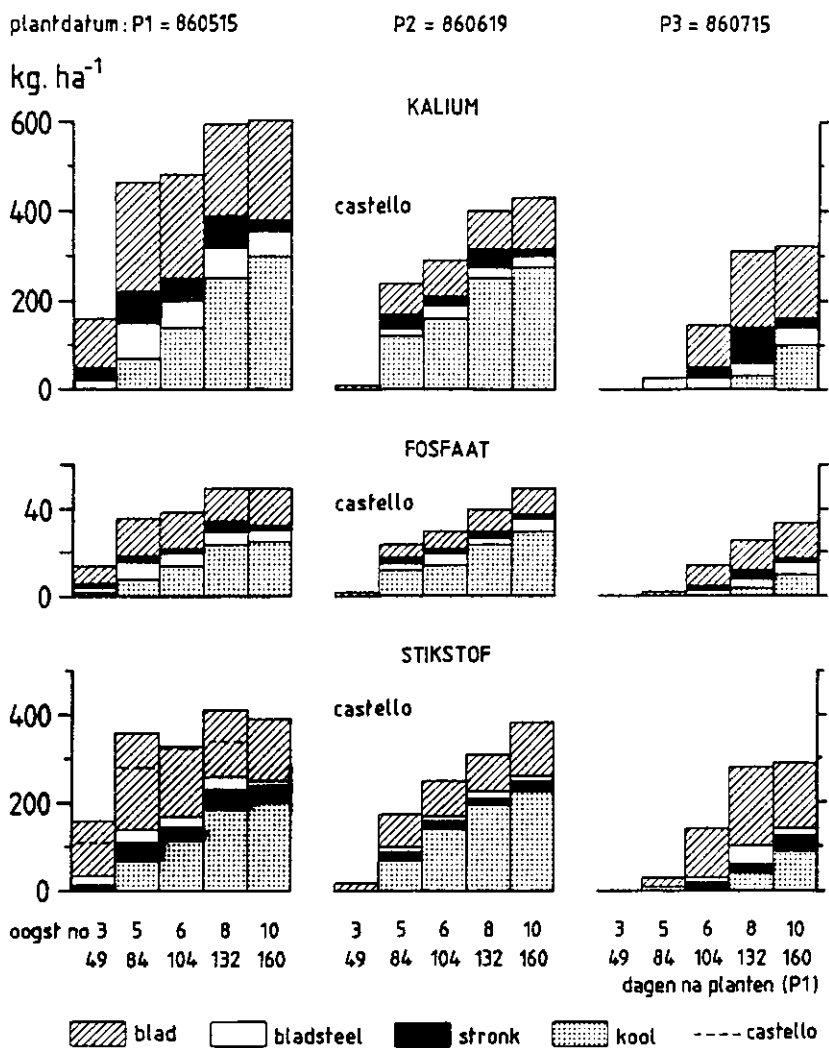 plantdatum: P1 = 860515 P2 = 860619 P3 = 860715
kg. ha⁻¹
KALIUM
600
400
200
0
castello
FOSFAAT
40
0
castello
STIKSTOF
400
200
0
castello
oogst no 3 5 6 8 10 3 5 6 8 10 3 5 6 8 10
49 84 104 132 160 49 84 104 132 160 49 84 104 132 160
dagen na planten (P1)
blad bladsteel stronk kool castello